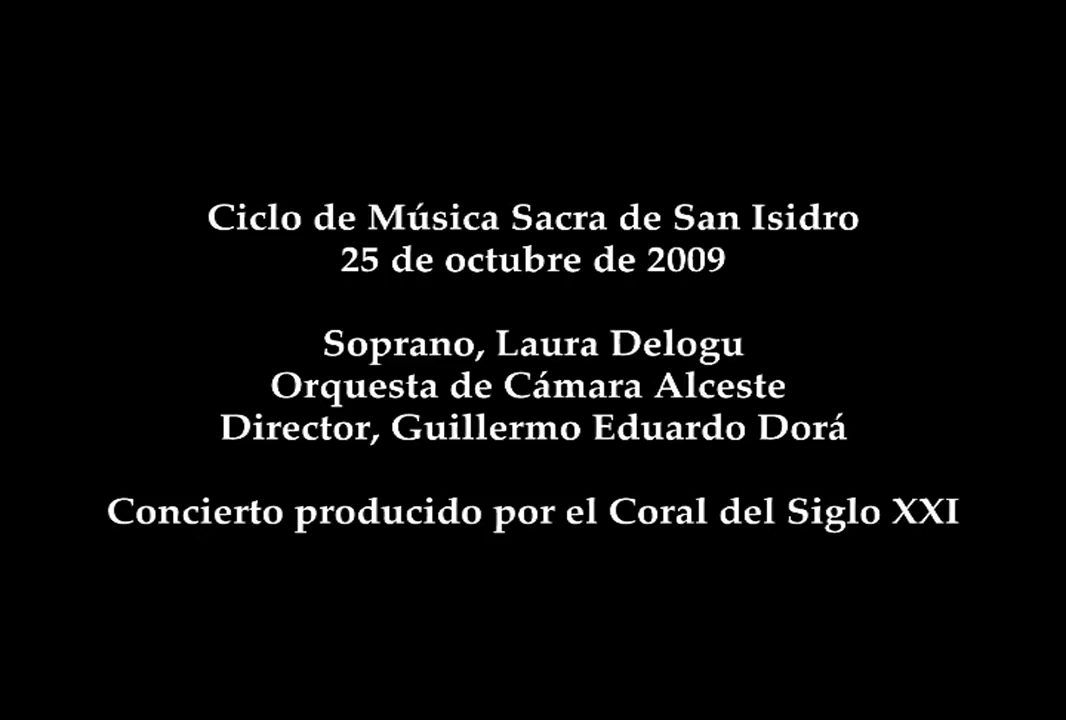 Ciclo de Música Sacra de San Isidro
25 de octubre de 2009
Soprano, Laura Delogu
Orquesta de Cámara Alceste
Director, Guillermo Eduardo Dorá
Concierto producido por el Coral del Siglo XXI